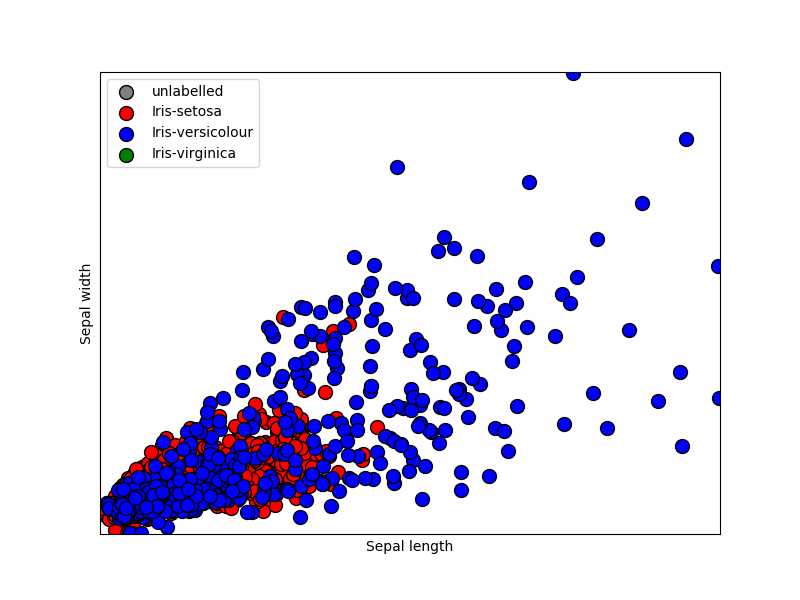 unlabelled
Iris-setosa
Iris-versicolour
Iris-virginica
Sepal width
Sepal length